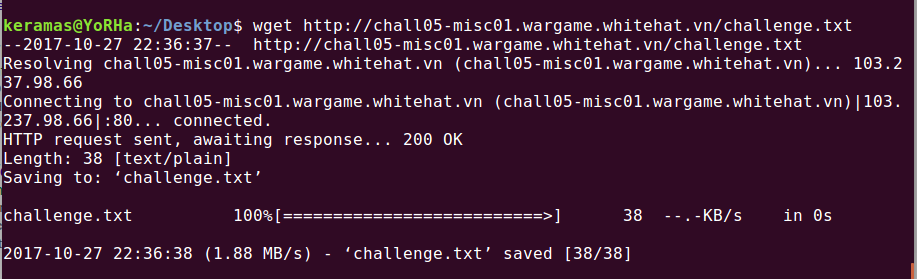 keramas@YoRHa:~/Desktop$ wget http://chall05-misc01.wargame.whitehat.vn/challenge.txt
--2017-10-27 22:36:37--  http://chall05-misc01.wargame.whitehat.vn/challenge.txt
Resolving chall05-misc01.wargame.whitehat.vn (chall05-misc01.wargame.whitehat.vn)... 103.2
37.98.66
Connecting to chall05-misc01.wargame.whitehat.vn (chall05-misc01.wargame.whitehat.vn)|103.
237.98.66|:80... connected.
HTTP request sent, awaiting response... 200 OK
Length: 38 [text/plain]
Saving to: ‘challenge.txt’
challenge.txt          100%[==========================>]      38  --.-KB/s    in 0s
2017-10-27 22:36:38 (1.88 MB/s) - ‘challenge.txt’ saved [38/38]